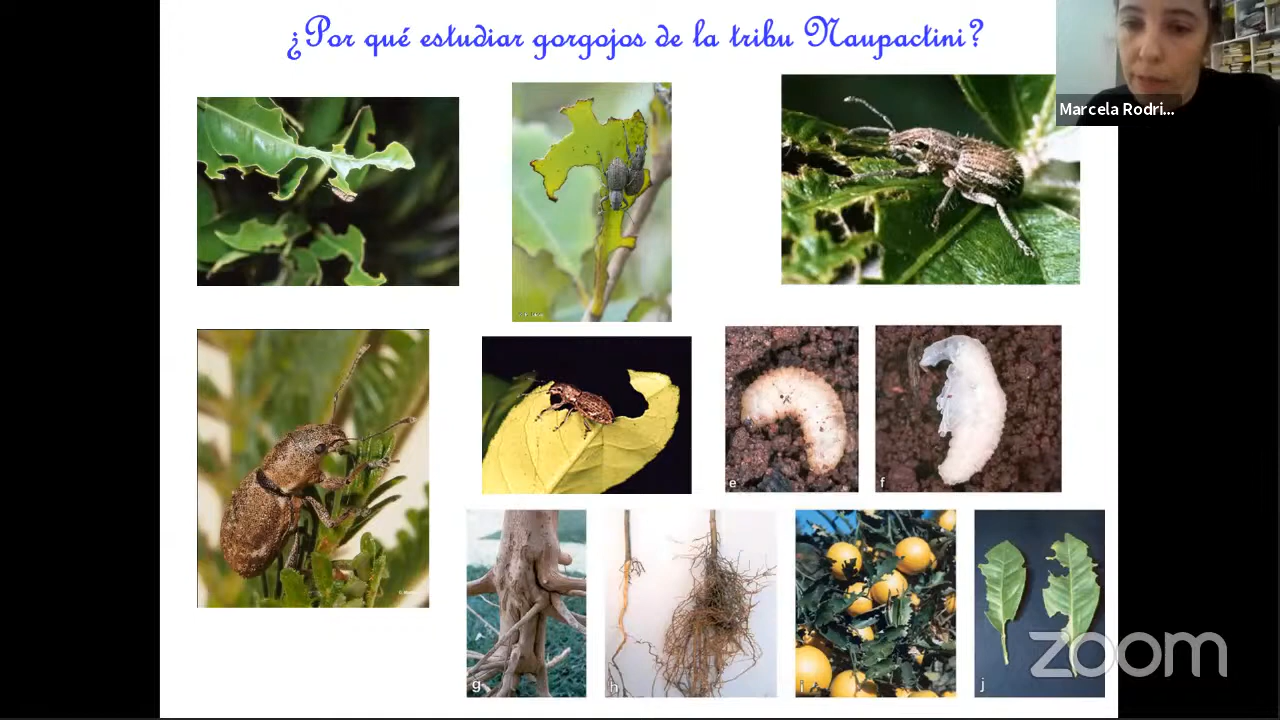 ¿Por qué estudiar gorgojos de la tribu Naupactini?
Marcela Rodri...
e
f
g
h
i
j
zoom